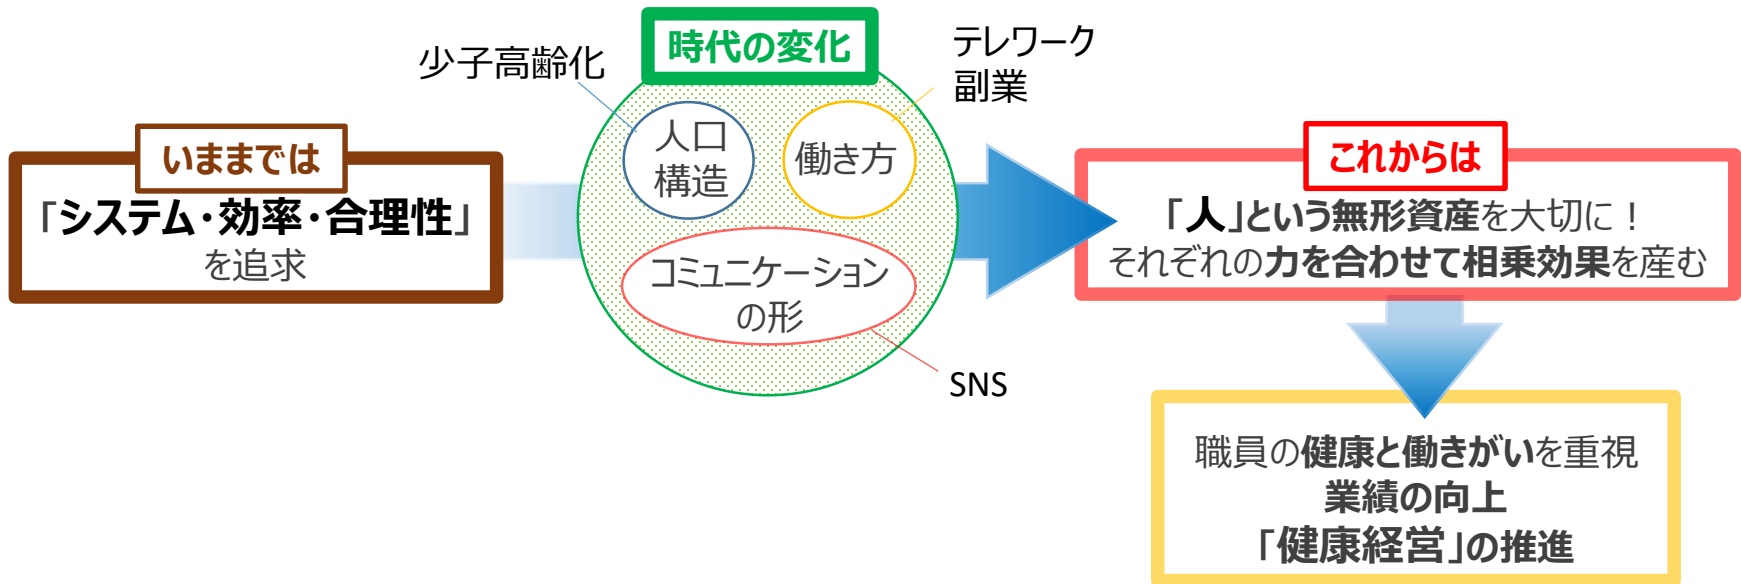 時代の変化
少子高齢化
テレワーク
副業
人口
構造
働き方
コミュニケーション
の形
SNS
いままでは
「システム・効率・合理性」
を追求
これからは
「人」という無形資産を大切に！
それぞれの力を合わせて相乗効果を産む
職員の健康と働きがいを重視
業績の向上
「健康経営」の推進